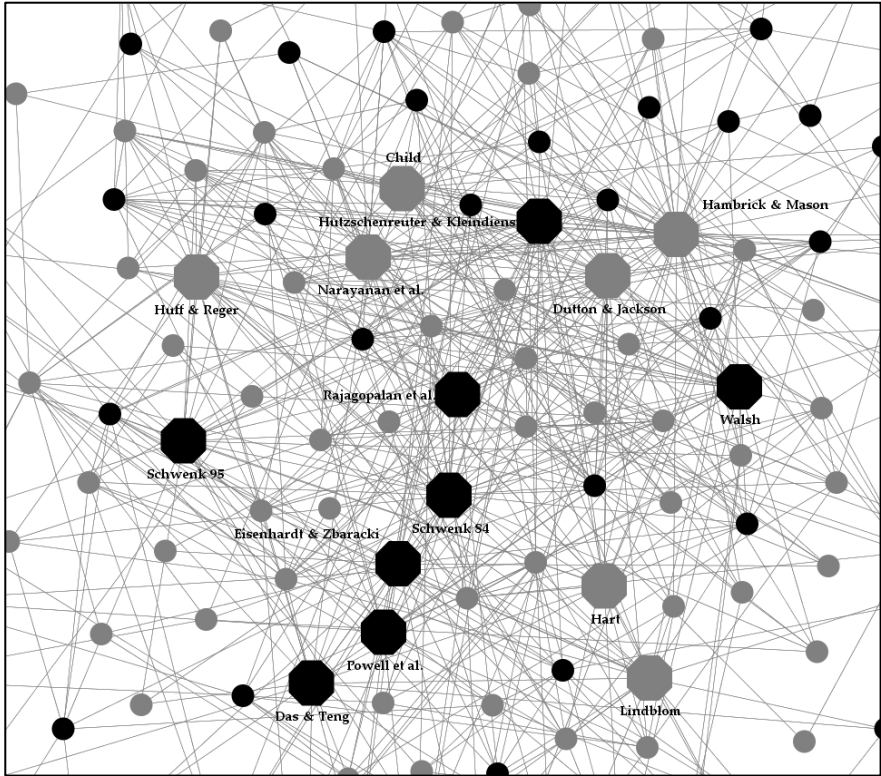 Child
Hambrick & Mason
Hutzschenreuter & Kleindiens
Narayanan et al.
Huff & Reger
Dutton & Jackson
Rajagopalan et al.
Walsh
Schwenk 95
Schwenk 84
Eisenhardt & Zbaracki
Hart
Powell et al.
Das & Teng
Lindblom